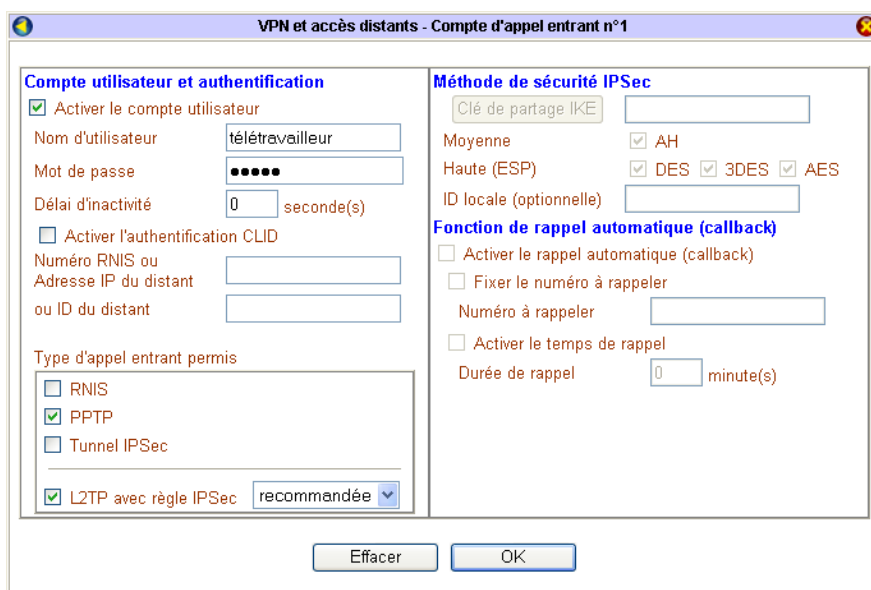 VPN et accès distants - Compte d'appel entrant n°1
Compte utilisateur et authentification
Activer le compte utilisateur
Nom d'utilisateur télétravailleur
Mot de passe •••••
Délai d'inactivité 0 seconde(s)
Activer l'authentification CLID
Numéro RNIS ou
Adresse IP du distant
ou ID du distant
Type d'appel entrant permis
RNIS
PPTP
Tunnel IPSec
L2TP avec règle IPSec recommandée
Méthode de sécurité IPSec
Clé de partage IKE
Moyenne AH
Haute (ESP) DES 3DES AES
ID locale (optionnelle)
Fonction de rappel automatique (callback)
Activer le rappel automatique (callback)
Fixer le numéro à rappeler
Numéro à rappeler
Activer le temps de rappel
Durée de rappel 0 minute(s)
Effacer OK